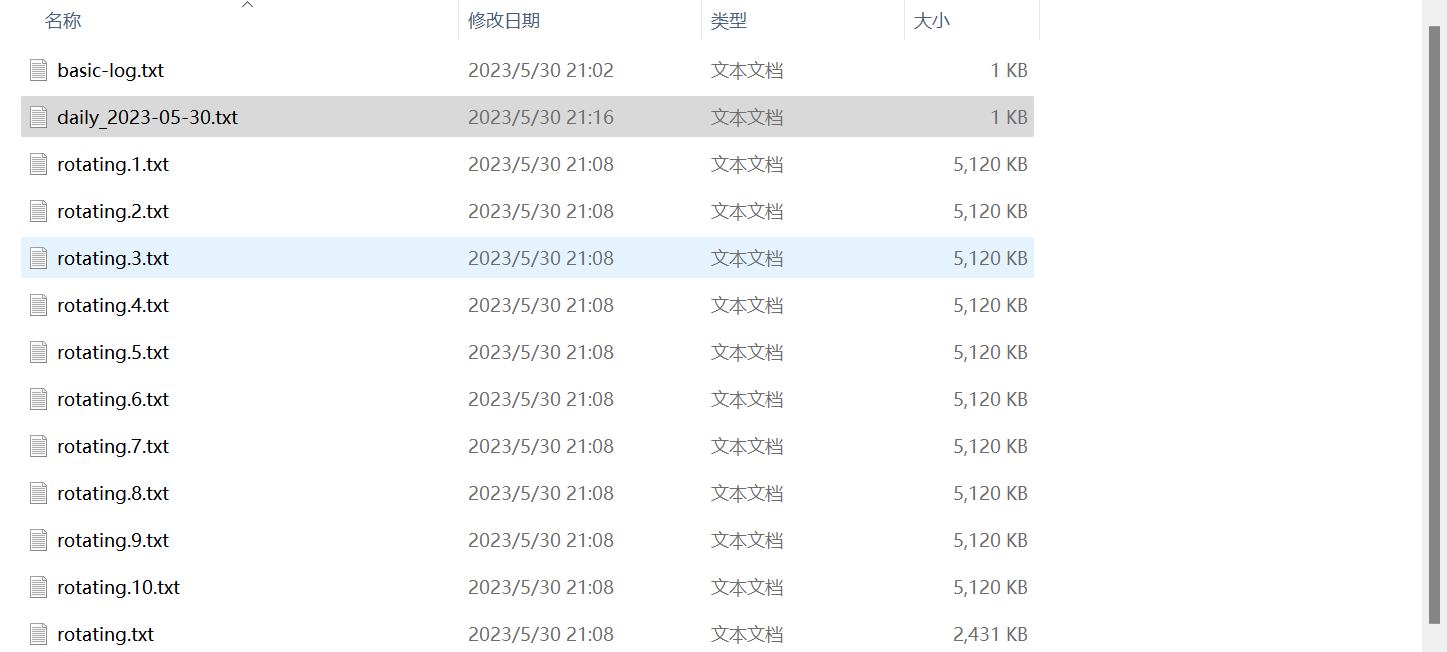 名称 修改日期 类型 大小
basic-log.txt 2023/5/30 21:02 文本文档 1 KB
daily_2023-05-30.txt 2023/5/30 21:16 文本文档 1 KB
rotating.1.txt 2023/5/30 21:08 文本文档 5,120 KB
rotating.2.txt 2023/5/30 21:08 文本文档 5,120 KB
rotating.3.txt 2023/5/30 21:08 文本文档 5,120 KB
rotating.4.txt 2023/5/30 21:08 文本文档 5,120 KB
rotating.5.txt 2023/5/30 21:08 文本文档 5,120 KB
rotating.6.txt 2023/5/30 21:08 文本文档 5,120 KB
rotating.7.txt 2023/5/30 21:08 文本文档 5,120 KB
rotating.8.txt 2023/5/30 21:08 文本文档 5,120 KB
rotating.9.txt 2023/5/30 21:08 文本文档 5,120 KB
rotating.10.txt 2023/5/30 21:08 文本文档 5,120 KB
rotating.txt 2023/5/30 21:08 文本文档 2,431 KB